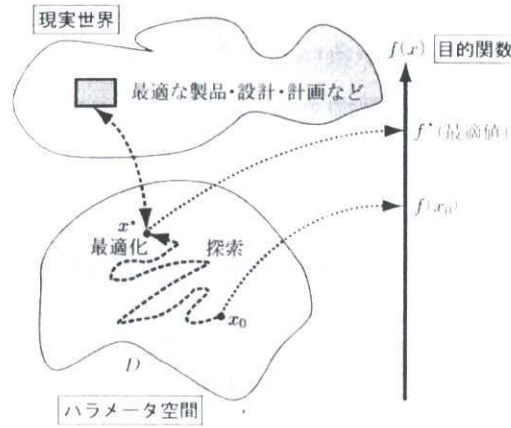 現実世界
f(x) 目的関数
最適な製品・設計・計画など
f*(最適値)
f(x₀)
x*
最適化 探索
x₀
D
ハラメータ空間